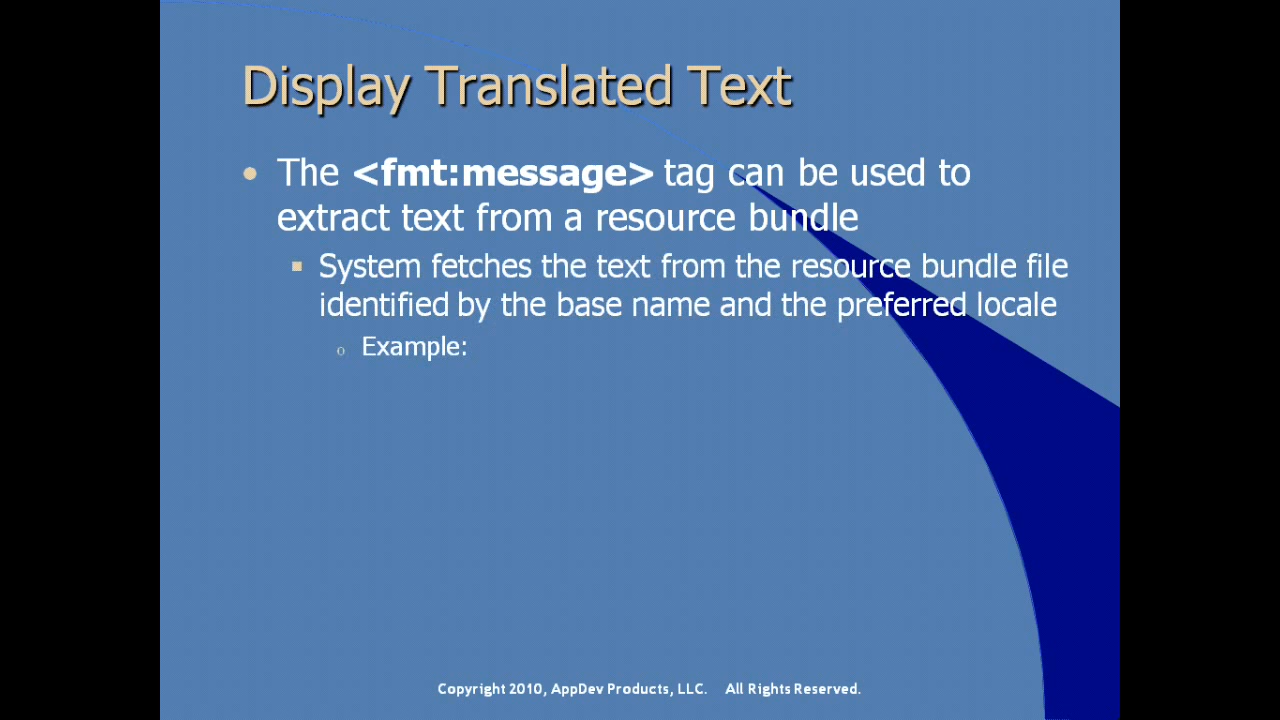 Display Translated Text
• The <fmt:message> tag can be used to
extract text from a resource bundle
▪ System fetches the text from the resource bundle file
identified by the base name and the preferred locale
o Example:
Copyright 2010, AppDev Products, LLC. All Rights Reserved.